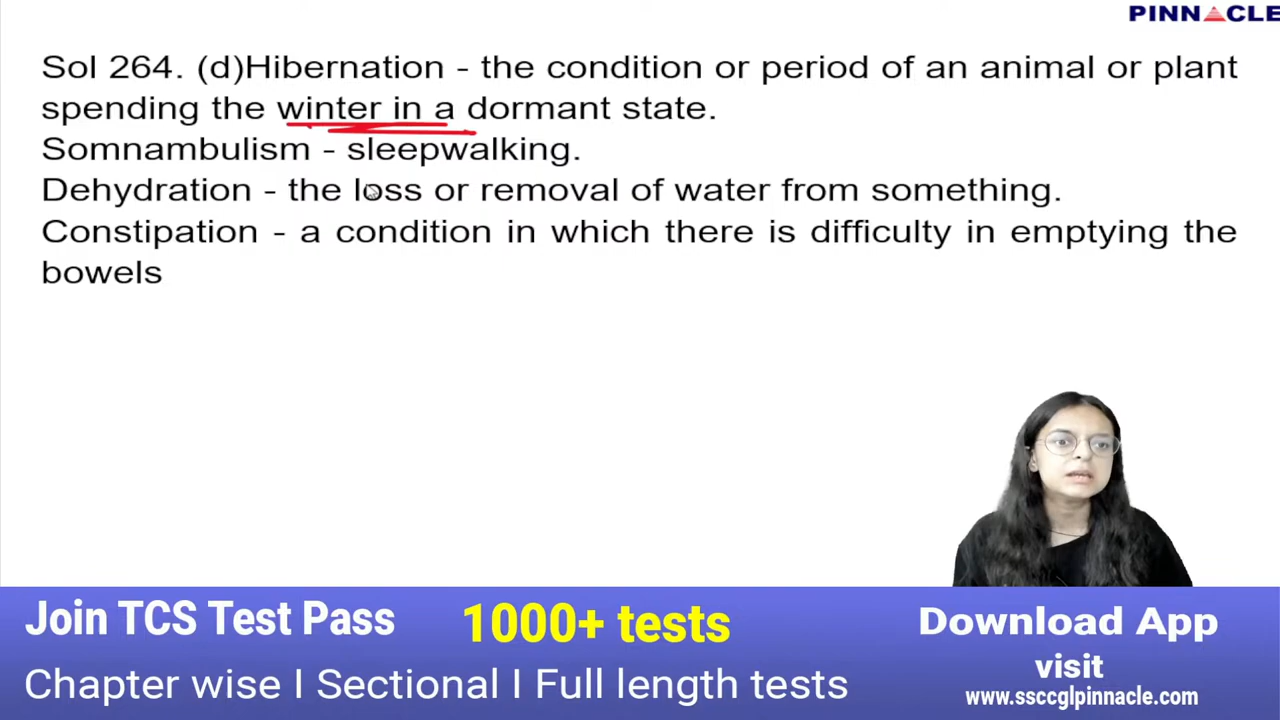 PINNACLE
Sol 264. (d)Hibernation - the condition or period of an animal or plant
spending the winter in a dormant state.
Somnambulism - sleepwalking.
Dehydration - the loss or removal of water from something.
Constipation - a condition in which there is difficulty in emptying the
bowels
Join TCS Test Pass 1000+ tests
Chapter wise I Sectional I Full length tests
Download App
visit
www.ssccglpinnacle.com